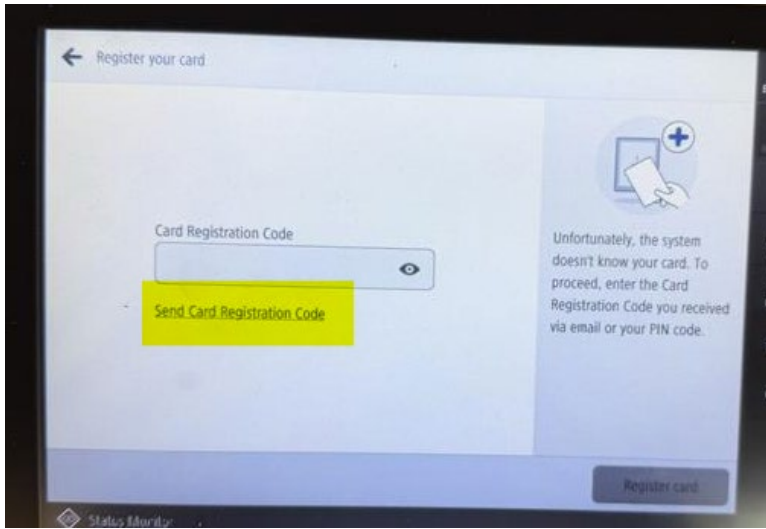 Register your card
Card Registration Code
Send Card Registration Code
Unfortunately, the system
doesn't know your card. To
proceed, enter the Card
Registration Code you received
via email or your PIN code.
Register card
Status Monitor